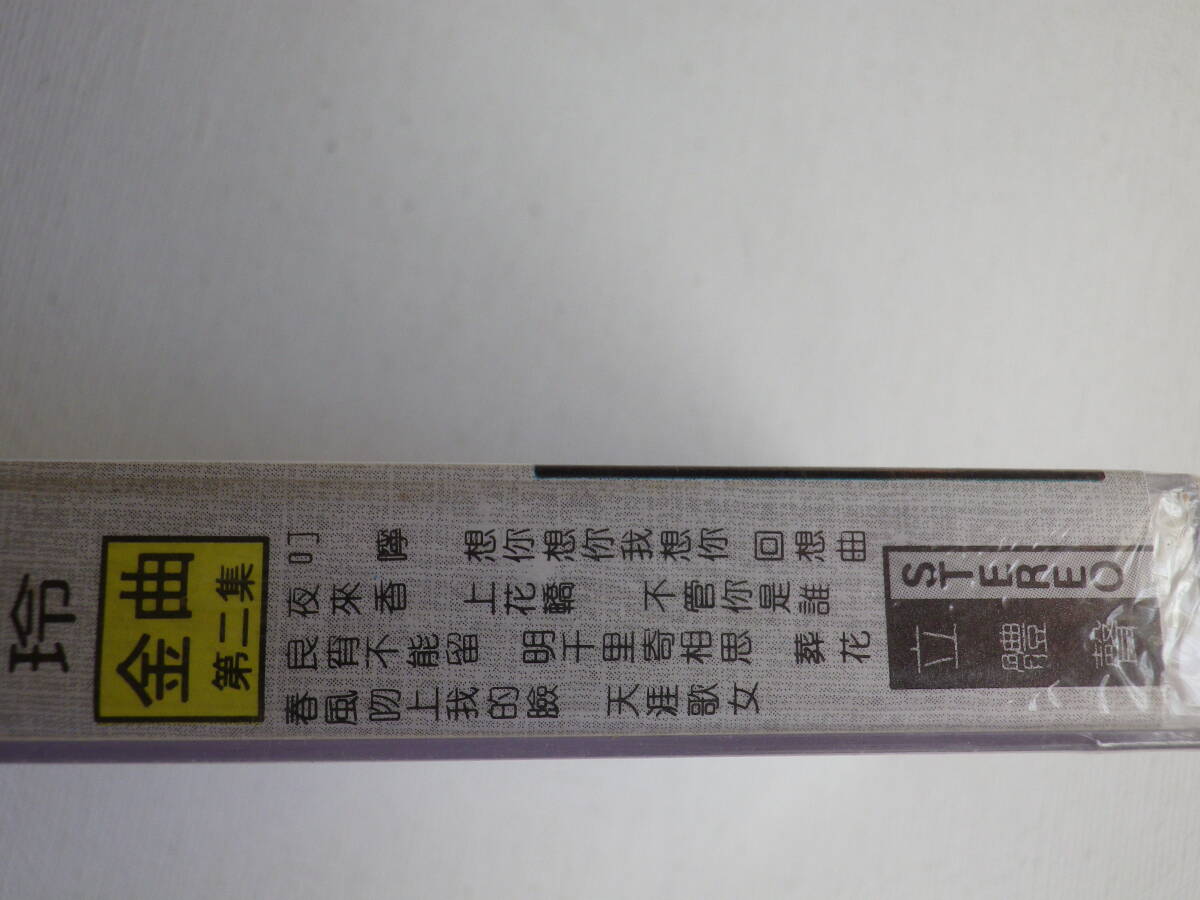 玲
金曲
第二集
叮嚀 想你想你我想你 回想曲
夜來香 上花轎 不管你是誰
良宵不能留 明千里寄相思 葬花
春風吻上我的臉 天涯歌女
立體聲
STEREO